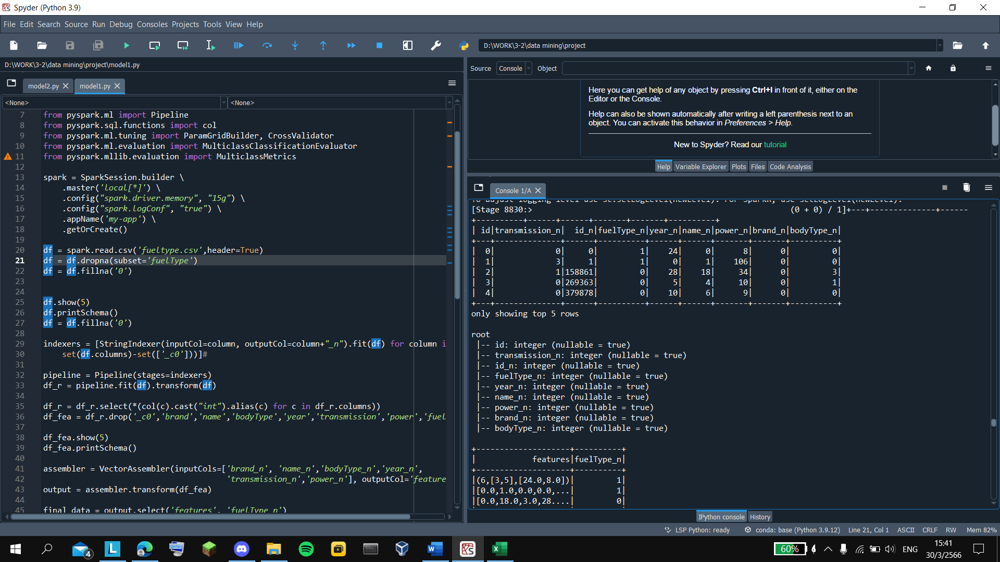 Spyder (Python 3.9)
File Edit Search Source Run Debug Consoles Projects Tools View Help
D:\WORK\3-2\data mining\project
D:\WORK\3-2\data mining\project\model1.py
model2.py
model1.py
<None>
<None>
7 from pyspark.ml import Pipeline
8 from pyspark.sql.functions import col
9 from pyspark.ml.tuning import ParamGridBuilder, CrossValidator
10 from pyspark.ml.evaluation import MulticlassClassificationEvaluator
11 from pyspark.mllib.evaluation import MulticlassMetrics
12
13 spark = SparkSession.builder \
14 .master('local[*]') \
15 .config("spark.driver.memory", "15g") \
16 .config("spark.logConf", "true") \
17 .appName('my-app') \
18 .getOrCreate()
19
20 df = spark.read.csv('fueltype.csv',header=True)
21 df = df.dropna(subset='fuelType')
22 df = df.fillna('0')
23
24
25 df.show(5)
26 df.printSchema()
27 df = df.fillna('0')
28
29 indexers = [StringIndexer(inputCol=column, outputCol=column+"_n").fit(df) for column i
30 set(df.columns)-set(['_c0']))]#
31
32 pipeline = Pipeline(stages=indexers)
33 df_r = pipeline.fit(df).transform(df)
34
35 df_r = df_r.select(*(col(c).cast("int").alias(c) for c in df_r.columns))
36 df_fea = df_r.drop('_c0','brand','name','bodyType','year','transmission','power','fuel
37
38 df_fea.show(5)
39 df_fea.printSchema()
40
41 assembler = VectorAssembler(inputCols=['brand_n', 'name_n','bodyType_n','year_n',
42 'transmission_n','power_n'], outputCol='feature
43 output = assembler.transform(df_fea)
44
45 final_data = output.select('features', 'fuelType_n')
Source Console Object
Here you can get help of any object by pressing Ctrl+I in front of it, either on the
Editor or the Console.
Help can also be shown automatically after writing a left parenthesis next to an
object. You can activate this behavior in Preferences > Help.
New to Spyder? Read our tutorial
Help Variable Explorer Plots Files Code Analysis
Console 1/A
To adjust logging level use sc.setLogLevel(newLevel). For SparkR, use setLogLevel(newLevel).
[Stage 8830:> (0 + 0) / 1]+---+--------------+------
+----------+------+------+-------+-------+----------+
| id|transmission_n| id_n|fuelType_n|year_n|name_n|power_n|brand_n|bodyType_n|
+---+--------------+------+----------+------+------+-------+-------+----------+
| 0| 0| 0| 1| 24| 0| 8| 0| 0|
| 1| 3| 1| 1| 0| 1| 106| 0| 0|
| 2| 1|158861| 0| 28| 18| 34| 0| 3|
| 3| 0|269363| 0| 5| 4| 10| 0| 1|
| 4| 0|379878| 0| 10| 6| 9| 0| 0|
+---+--------------+------+----------+------+------+-------+-------+----------+
only showing top 5 rows
root
|-- id: integer (nullable = true)
|-- transmission_n: integer (nullable = true)
|-- id_n: integer (nullable = true)
|-- fuelType_n: integer (nullable = true)
|-- year_n: integer (nullable = true)
|-- name_n: integer (nullable = true)
|-- power_n: integer (nullable = true)
|-- brand_n: integer (nullable = true)
|-- bodyType_n: integer (nullable = true)
+--------------------+----------+
| features|fuelType_n|
+--------------------+----------+
|(6,[3,5],[24.0,8.0])| 1|
|[0.0,1.0,0.0,0.0,...| 1|
|[0.0,18.0,3.0,28....| 0|
IPython console History
LSP Python: ready conda: base (Python 3.9.12) Line 21, Col 1 ASCII CRLF RW Mem 82%
4
60% ENG
15:41
30/3/2566